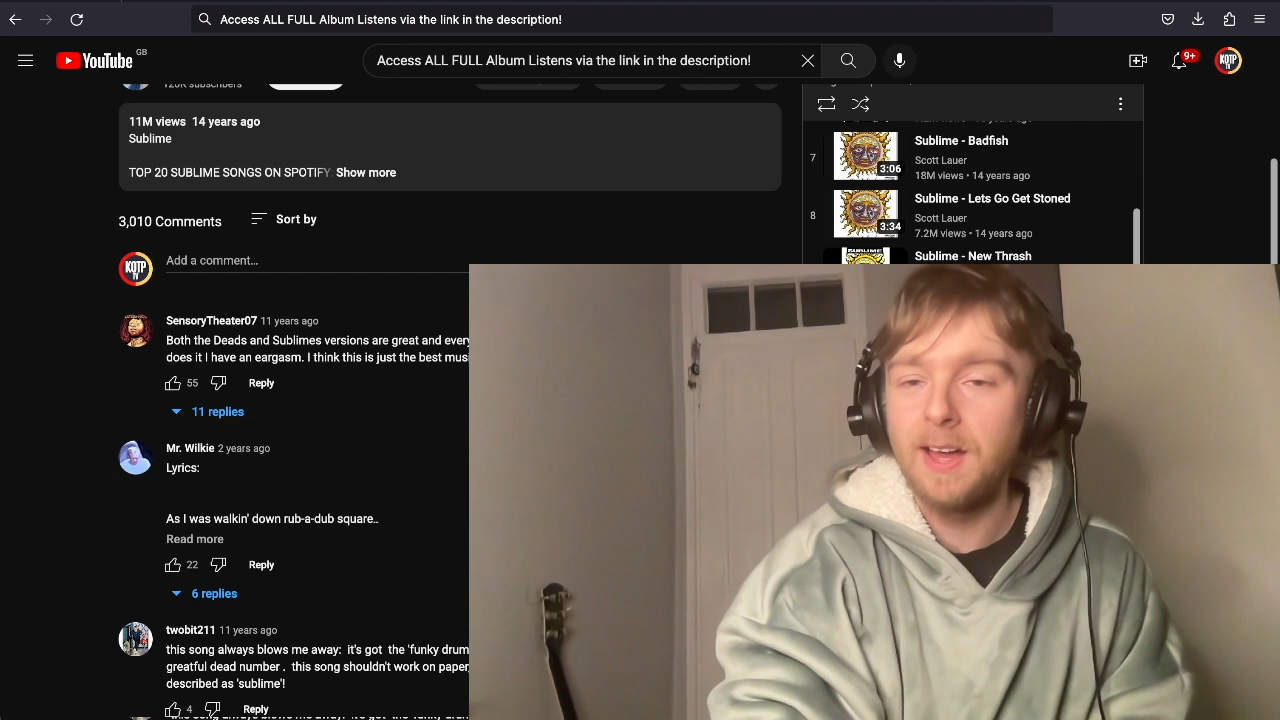 Access ALL FULL Album Listens via the link in the description!
YouTube GB
Access ALL FULL Album Listens via the link in the description!
9+
KOTP TV
11M views 14 years ago
Sublime
TOP 20 SUBLIME SONGS ON SPOTIFY: Show more
3,010 Comments
Sort by
KOTP TV
Add a comment...
SensoryTheater07 11 years ago
Both the Deads and Sublimes versions are great and every
does it I have an eargasm. I think this is just the best
55
Reply
11 replies
Mr. Wilkie 2 years ago
Lyrics:
As I was walkin' down rub-a-dub square…
Read more
22
Reply
6 replies
twobit211 11 years ago
this song always blows me away: it's got the 'funky
greatful dead number . this song shouldn't work on paper,
described as 'sublime'!
4
Reply
7
3:06
Sublime - Badfish
Scott Lauer
18M views • 14 years ago
8
3:34
Sublime - Lets Go Get Stoned
Scott Lauer
7.2M views • 14 years ago
SUBLIME
Sublime - New Thrash